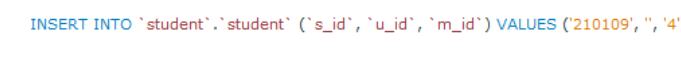 INSERT INTO `student`.`student` (`s_id`, `u_id`, `m_id`) VALUES ('210109', '', '4'